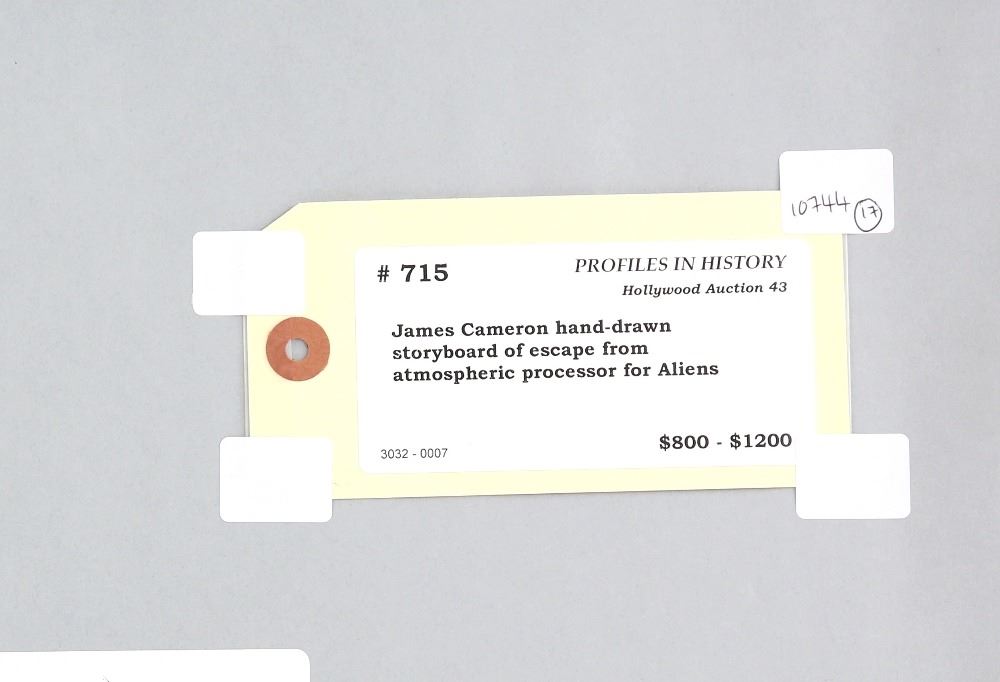 10744 17
# 715
PROFILES IN HISTORY
Hollywood Auction 43
James Cameron hand-drawn
storyboard of escape from
atmospheric processor for Aliens
$800 - $1200
3032 - 0007